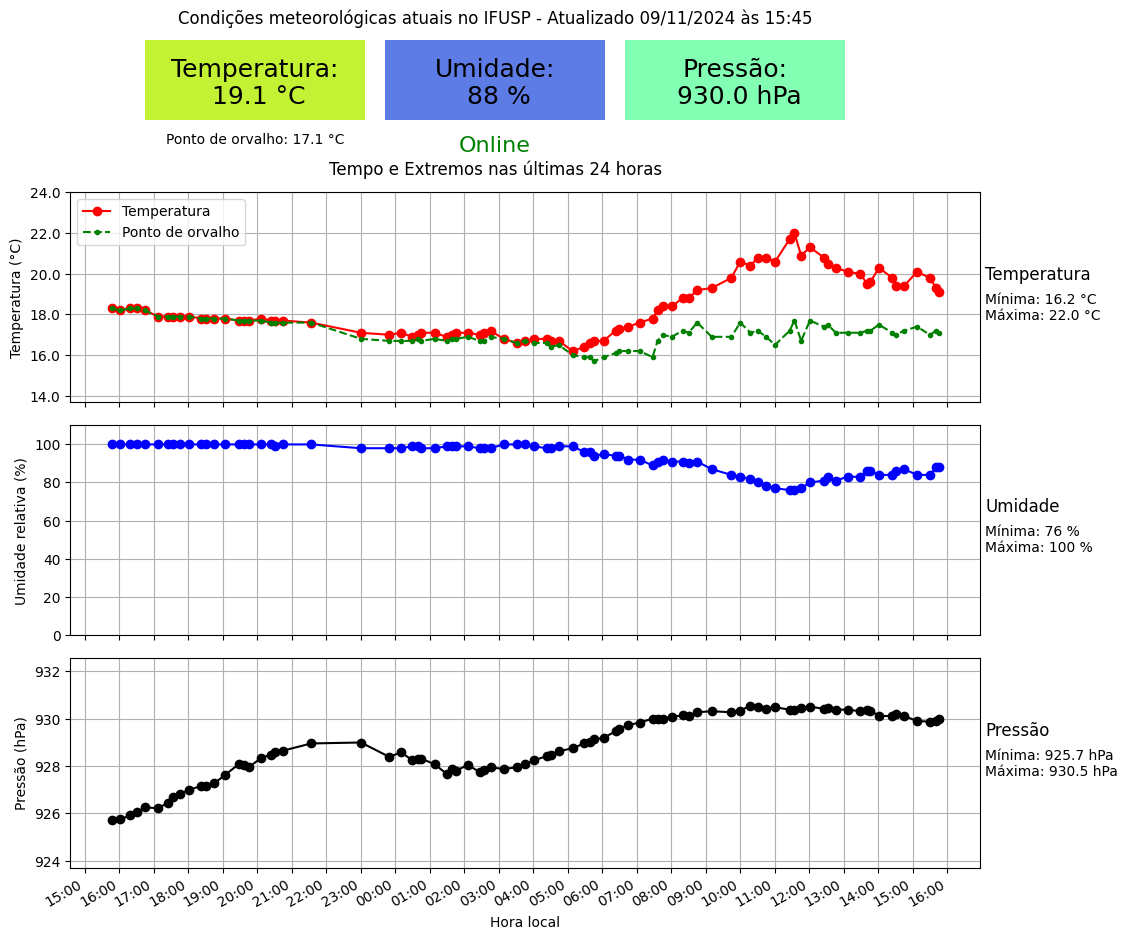 Condições meteorológicas atuais no IFUSP - Atualizado 09/11/2024 às 15:45
Temperatura:
19.1 °C
Umidade:
88 %
Pressão:
930.0 hPa
Ponto de orvalho: 17.1 °C
Online
Tempo e Extremos nas últimas 24 horas
Temperatura (°C)
24.0
22.0
20.0
18.0
16.0
14.0
Temperatura
Ponto de orvalho
Temperatura
Mínima: 16.2 °C
Máxima: 22.0 °C
Umidade relativa (%)
100
80
60
40
20
0
Umidade
Mínima: 76 %
Máxima: 100 %
Pressão (hPa)
932
930
928
926
924
Pressão
Mínima: 925.7 hPa
Máxima: 930.5 hPa
15:00 16:00 17:00 18:00 19:00 20:00 21:00 22:00 23:00 00:00 01:00 02:00 03:00 04:00 05:00 06:00 07:00 08:00 09:00 10:00 11:00 12:00 13:00 14:00 15:00 16:00
Hora local